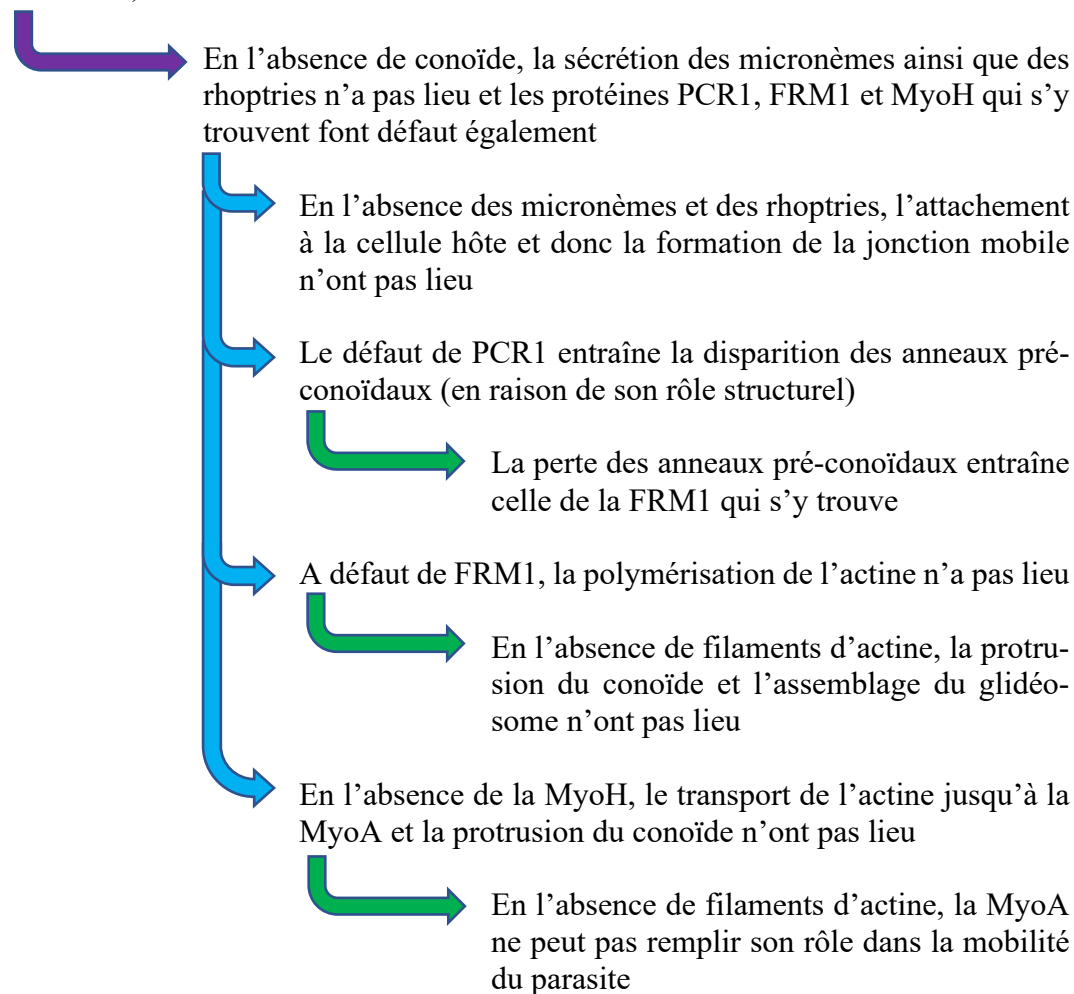 En l’absence de conoïde, la sécrétion des micronèmes ainsi que des
rhoptries n’a pas lieu et les protéines PCR1, FRM1 et MyoH qui s’y
trouvent font défaut également
En l’absence des micronèmes et des rhoptries, l’attachement
à la cellule hôte et donc la formation de la jonction mobile
n’ont pas lieu
Le défaut de PCR1 entraîne la disparition des anneaux pré-
conoïdaux (en raison de son rôle structurel)
La perte des anneaux pré-conoïdaux entraîne
celle de la FRM1 qui s’y trouve
A défaut de FRM1, la polymérisation de l’actine n’a pas lieu
En l’absence de filaments d’actine, la protru-
sion du conoïde et l’assemblage du glidéo-
some n’ont pas lieu
En l’absence de la MyoH, le transport de l’actine jusqu’à la
MyoA et la protrusion du conoïde n’ont pas lieu
En l’absence de filaments d’actine, la MyoA
ne peut pas remplir son rôle dans la mobilité
du parasite